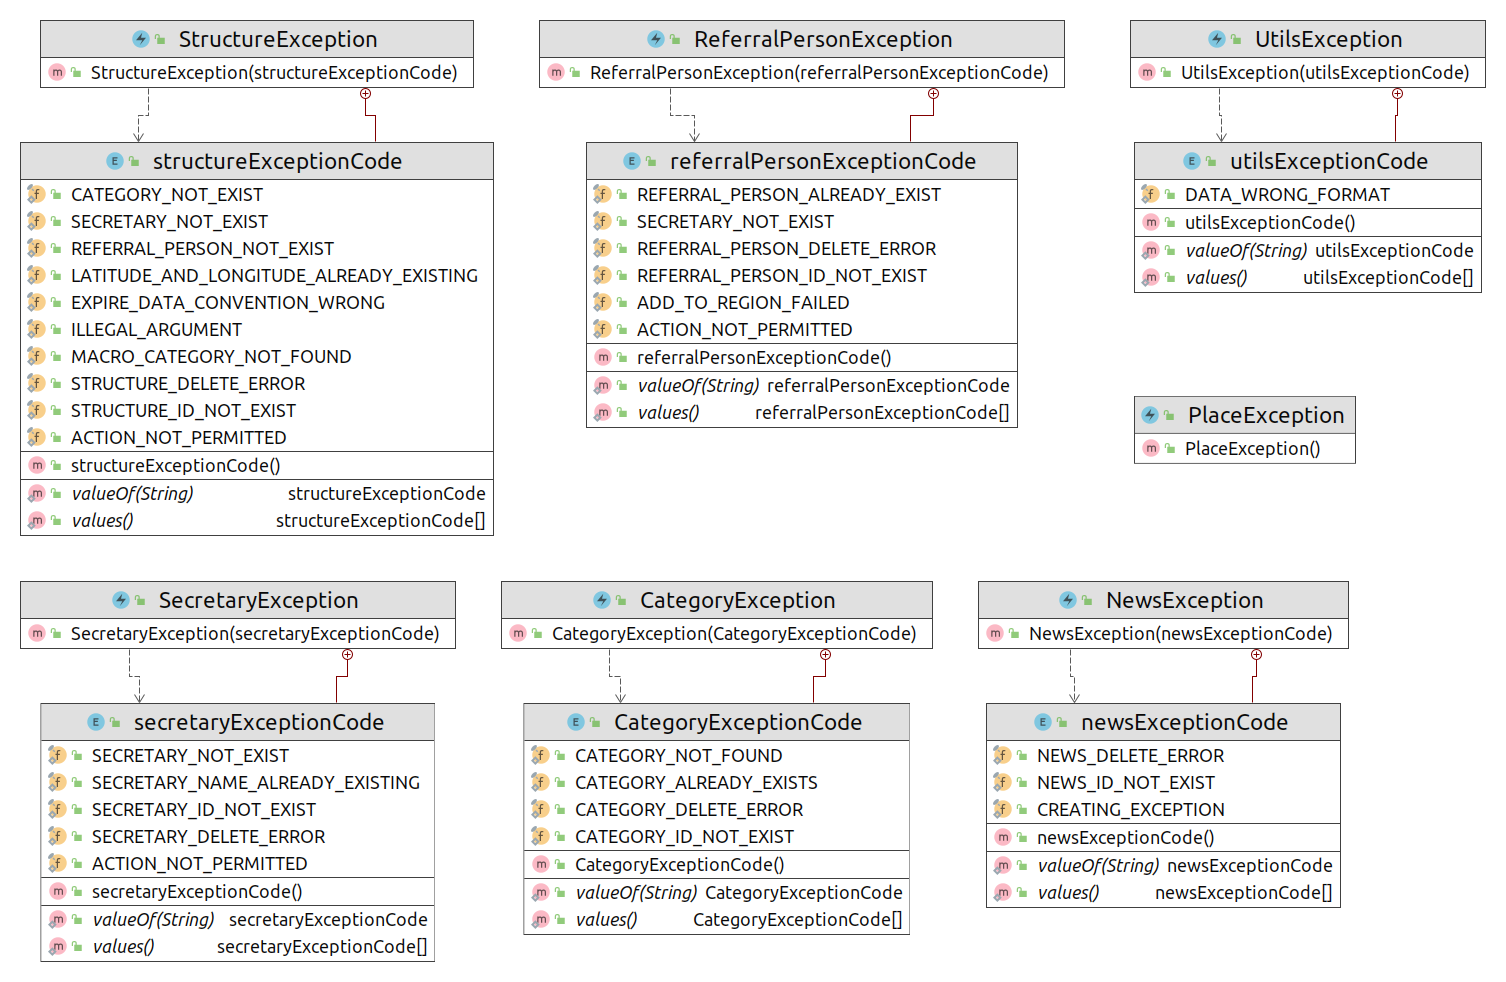 StructureException
StructureException(structureExceptionCode)
structureExceptionCode
CATEGORY_NOT_EXIST
SECRETARY_NOT_EXIST
REFERRAL_PERSON_NOT_EXIST
LATITUDE_AND_LONGITUDE_ALREADY_EXISTING
EXPIRE_DATA_CONVENTION_WRONG
ILLEGAL_ARGUMENT
MACRO_CATEGORY_NOT_FOUND
STRUCTURE_DELETE_ERROR
STRUCTURE_ID_NOT_EXIST
ACTION_NOT_PERMITTED
structureExceptionCode()
valueOf(String) structureExceptionCode
values() structureExceptionCode[]
ReferralPersonException
ReferralPersonException(referralPersonExceptionCode)
referralPersonExceptionCode
REFERRAL_PERSON_ALREADY_EXIST
SECRETARY_NOT_EXIST
REFERRAL_PERSON_DELETE_ERROR
REFERRAL_PERSON_ID_NOT_EXIST
ADD_TO_REGION_FAILED
ACTION_NOT_PERMITTED
referralPersonExceptionCode()
valueOf(String) referralPersonExceptionCode
values() referralPersonExceptionCode[]
UtilsException
UtilsException(utilsExceptionCode)
utilsExceptionCode
DATA_WRONG_FORMAT
utilsExceptionCode()
valueOf(String) utilsExceptionCode
values() utilsExceptionCode[]
PlaceException
PlaceException()
SecretaryException
SecretaryException(secretaryExceptionCode)
secretaryExceptionCode
SECRETARY_NOT_EXIST
SECRETARY_NAME_ALREADY_EXISTING
SECRETARY_ID_NOT_EXIST
SECRETARY_DELETE_ERROR
ACTION_NOT_PERMITTED
secretaryExceptionCode()
valueOf(String) secretaryExceptionCode
values() secretaryExceptionCode[]
CategoryException
CategoryException(CategoryExceptionCode)
CategoryExceptionCode
CATEGORY_NOT_FOUND
CATEGORY_ALREADY_EXISTS
CATEGORY_DELETE_ERROR
CATEGORY_ID_NOT_EXIST
CategoryExceptionCode()
valueOf(String) CategoryExceptionCode
values() CategoryExceptionCode[]
NewsException
NewsException(newsExceptionCode)
newsExceptionCode
NEWS_DELETE_ERROR
NEWS_ID_NOT_EXIST
CREATING_EXCEPTION
newsExceptionCode()
valueOf(String) newsExceptionCode
values() newsExceptionCode[]